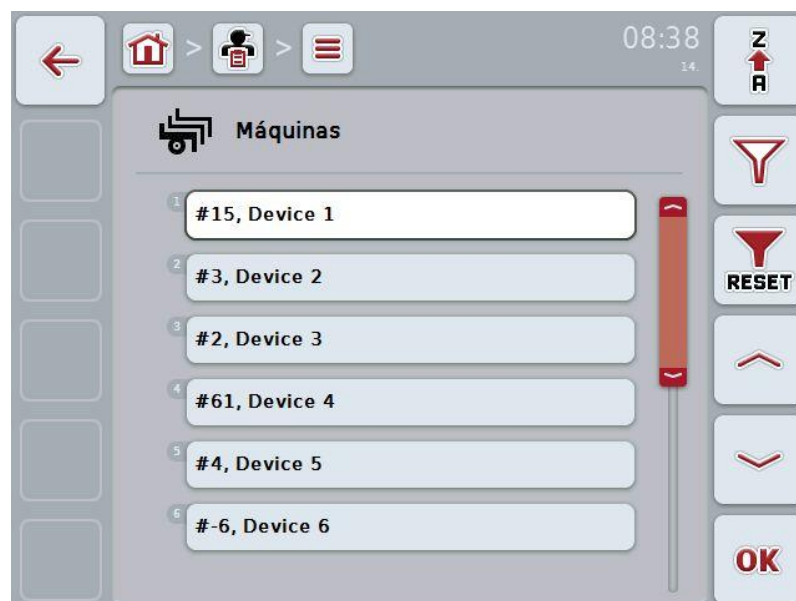 08:38
14.
Z
A
Máquinas
1
#15, Device 1
2
#3, Device 2
RESET
3
#2, Device 3
4
#61, Device 4
5
#4, Device 5
6
#-6, Device 6
OK